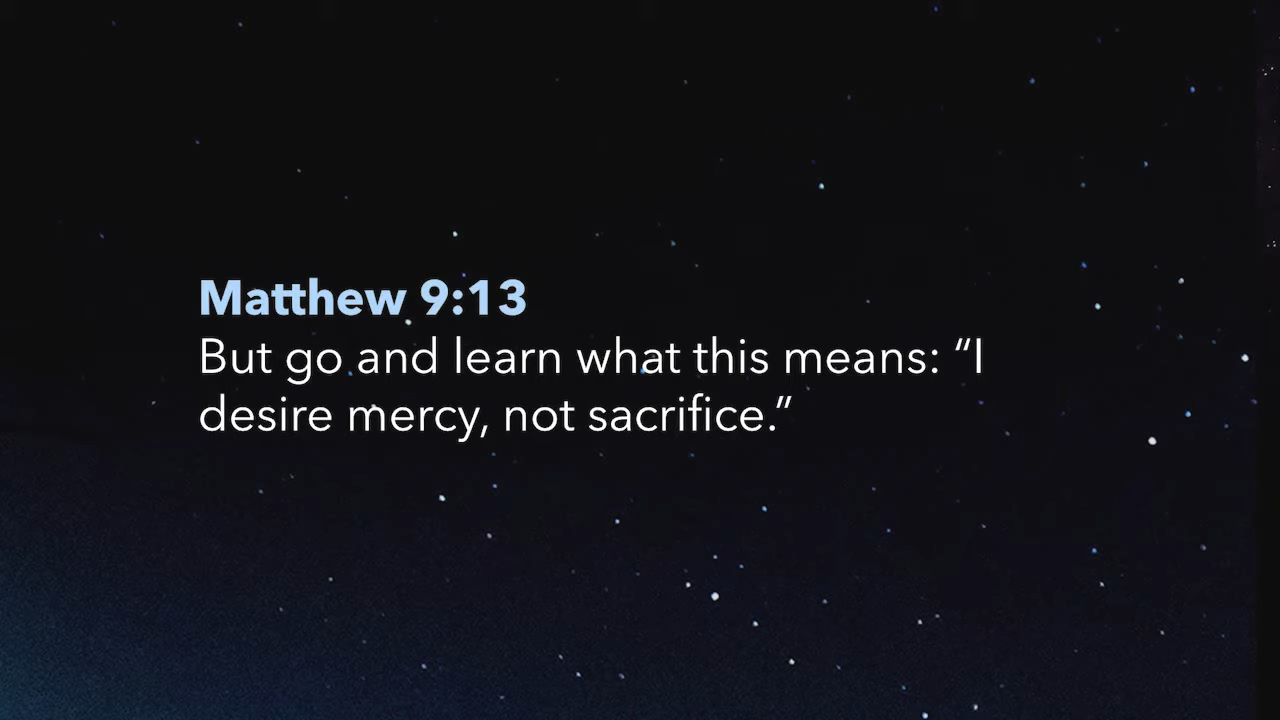 Matthew 9:13
But go and learn what this means: “I
desire mercy, not sacrifice.”